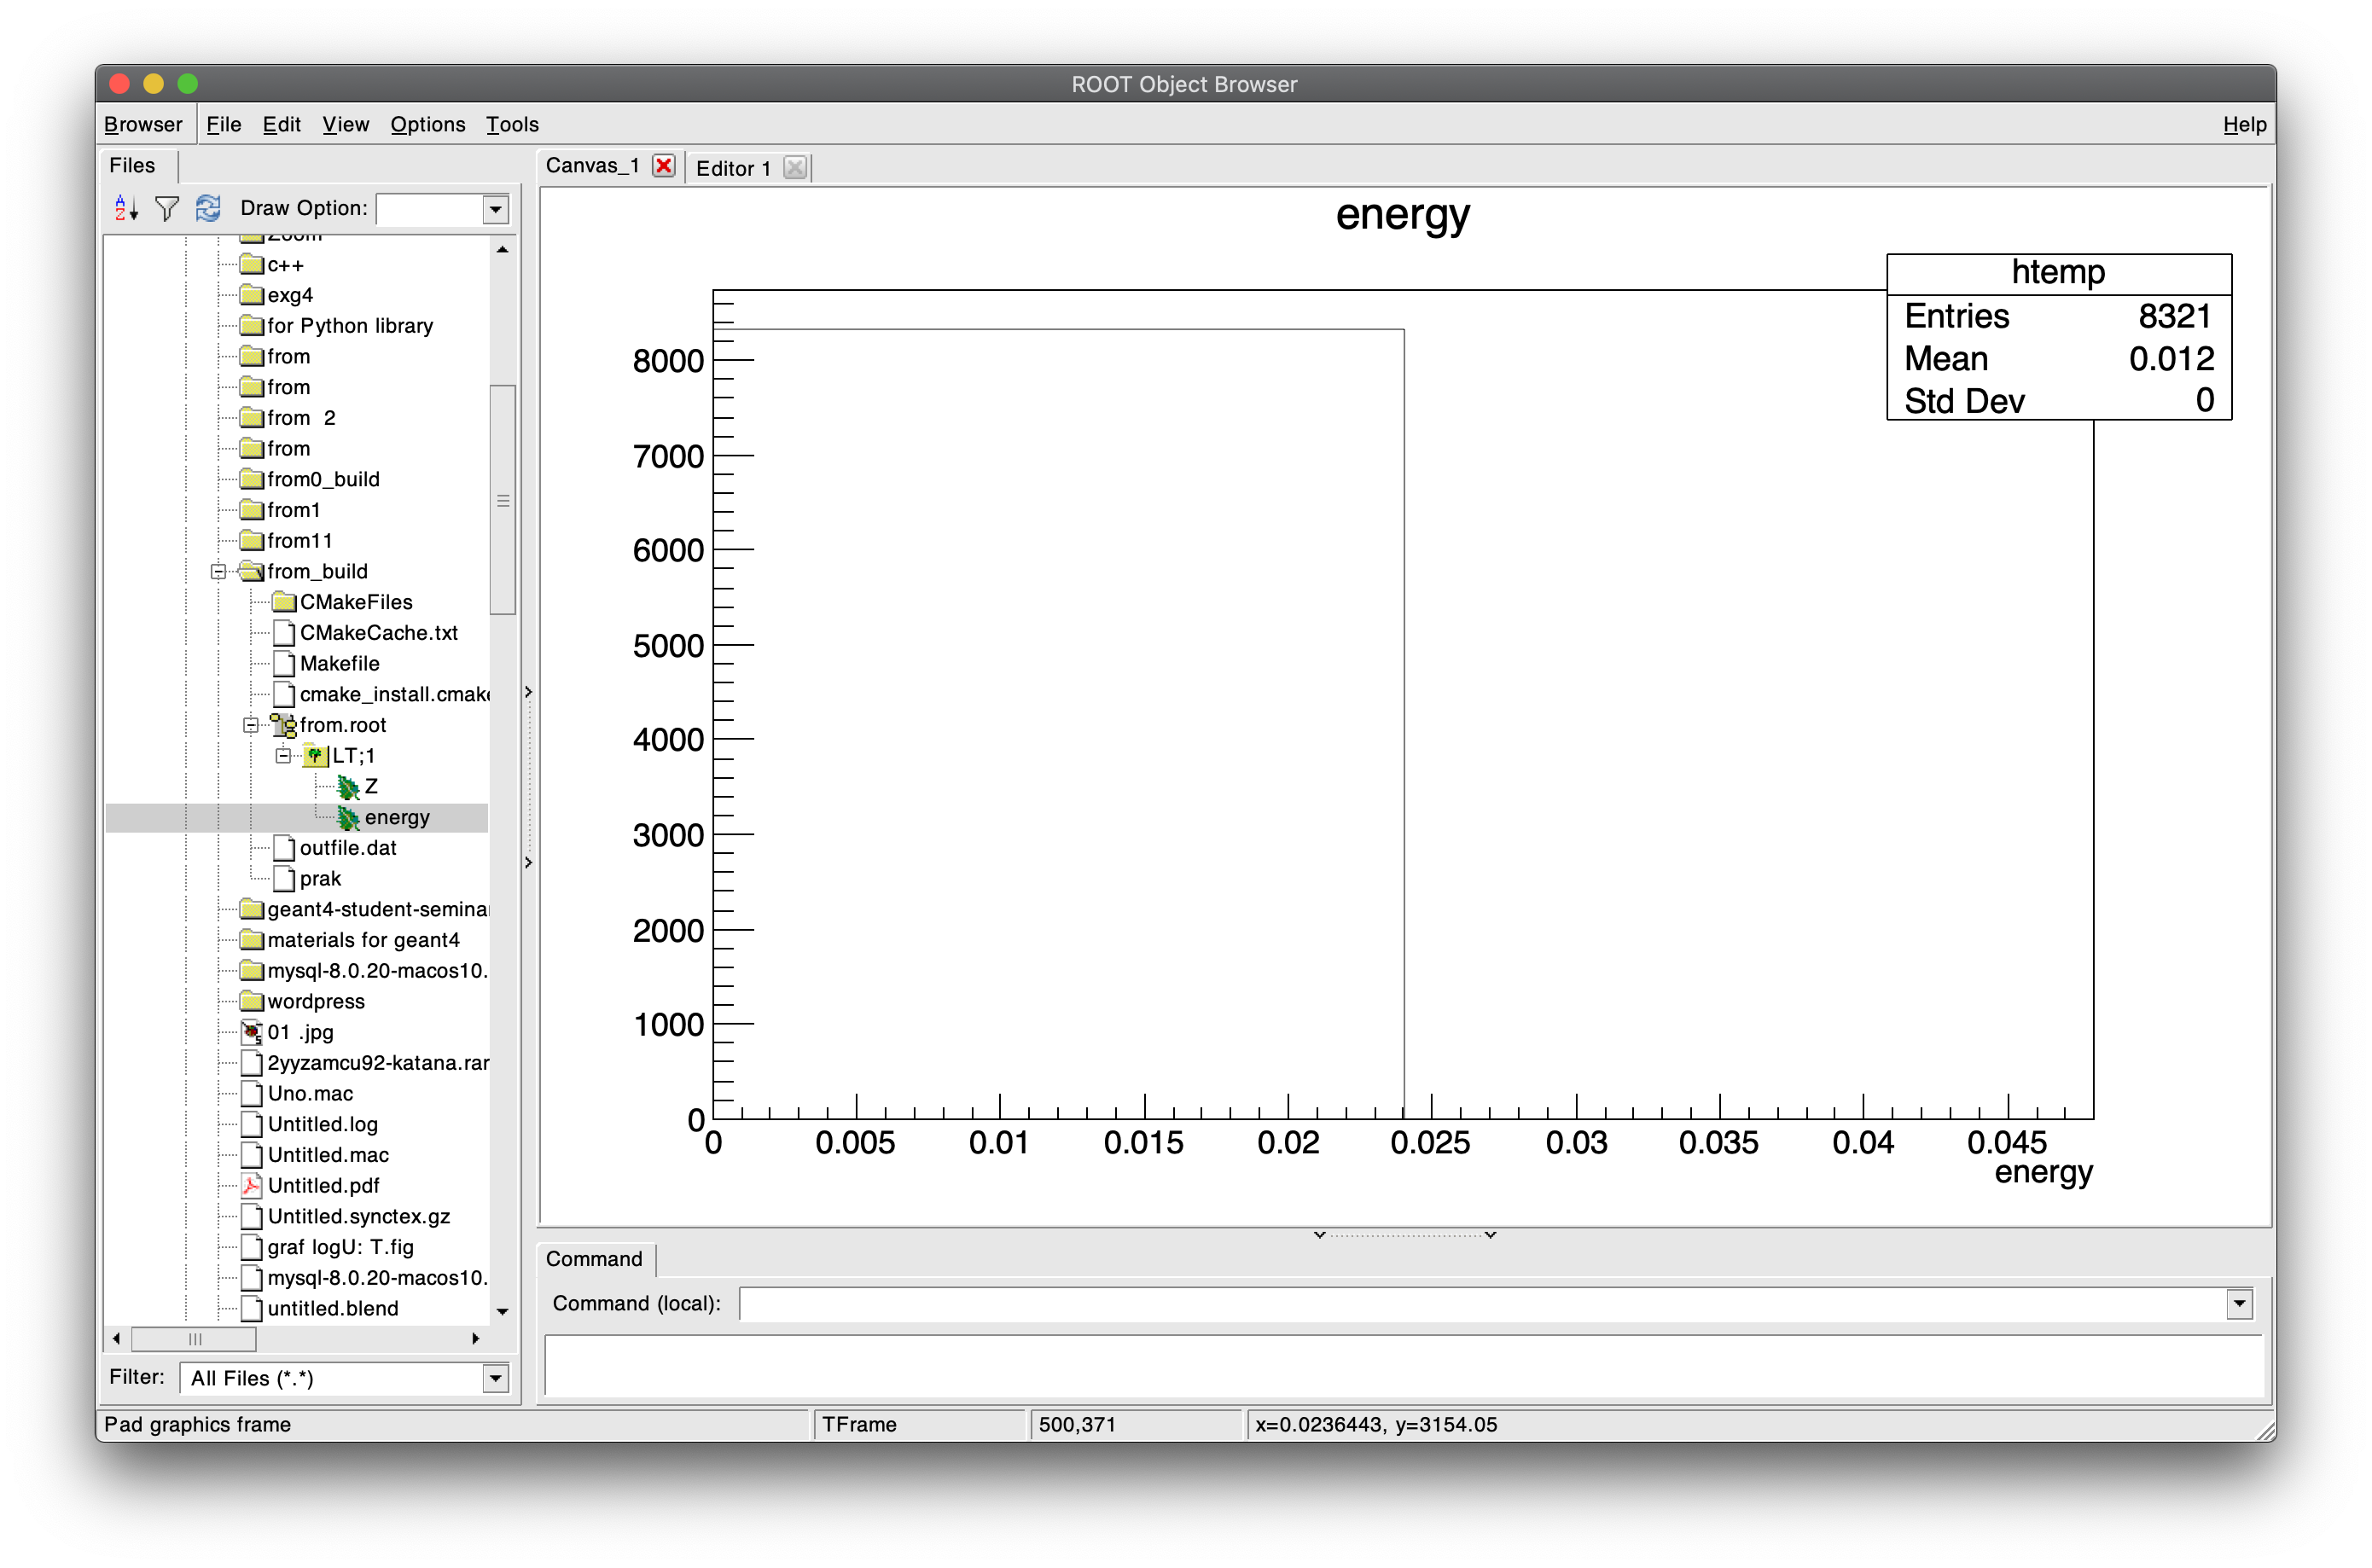 ROOT Object Browser
Browser File Edit View Options Tools Help
Files
Draw Option:
Zoom
c++
exg4
for Python library
from
from
from 2
from
from0_build
from1
from11
from_build
CMakeFiles
CMakeCache.txt
Makefile
cmake_install.cmake
from.root
LT;1
Z
energy
outfile.dat
prak
geant4-student-semina
materials for geant4
mysql-8.0.20-macos10.
wordpress
01 .jpg
2yyzamcu92-katana.rar
Uno.mac
Untitled.log
Untitled.mac
Untitled.pdf
Untitled.synctex.gz
graf logU: T.fig
mysql-8.0.20-macos10.
untitled.blend
Filter: All Files (*.*)
Canvas_1 Editor 1
energy
htemp
Entries 8321
Mean 0.012
Std Dev 0
8000
7000
6000
5000
4000
3000
2000
1000
0
0 0.005 0.01 0.015 0.02 0.025 0.03 0.035 0.04 0.045
energy
Command
Command (local):
Pad graphics frame TFrame 500,371 x=0.0236443, y=3154.05